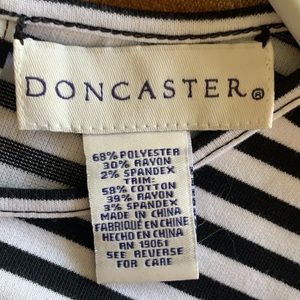 DONCASTER®
68% POLYESTER
30% RAYON
2% SPANDEX
TRIM:
58% COTTON
39% RAYON
3% SPANDEX
MADE IN CHINA
FABRIQUÉ EN CHINE
HECHO EN CHINA
RN 19061
SEE REVERSE
FOR CARE